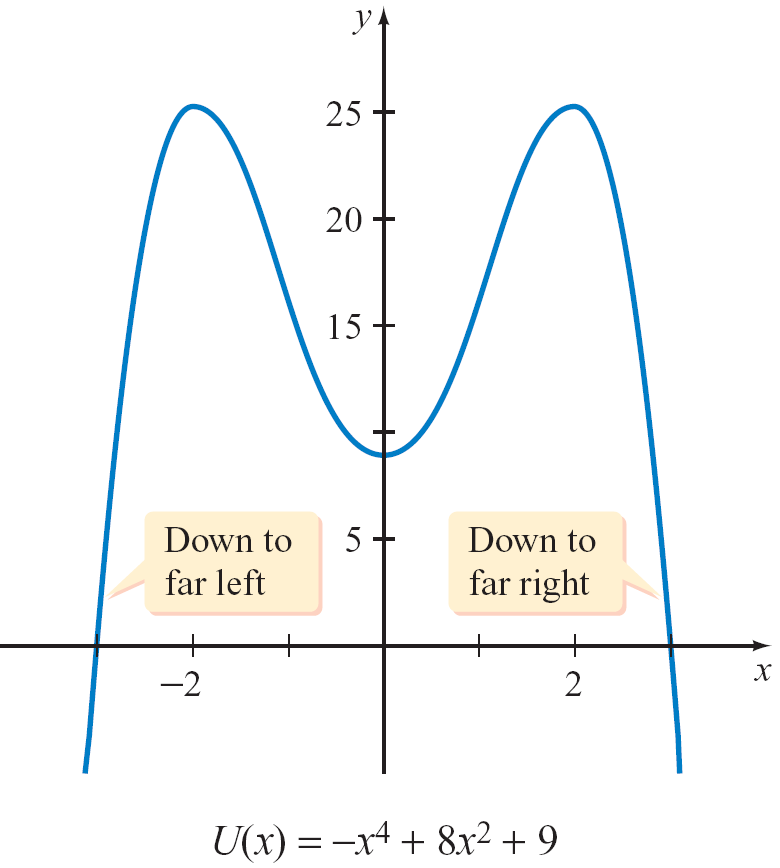 y
25
20
15
5
Down to
far left
Down to
far right
−2
2
x
U(x) = −x⁴ + 8x² + 9